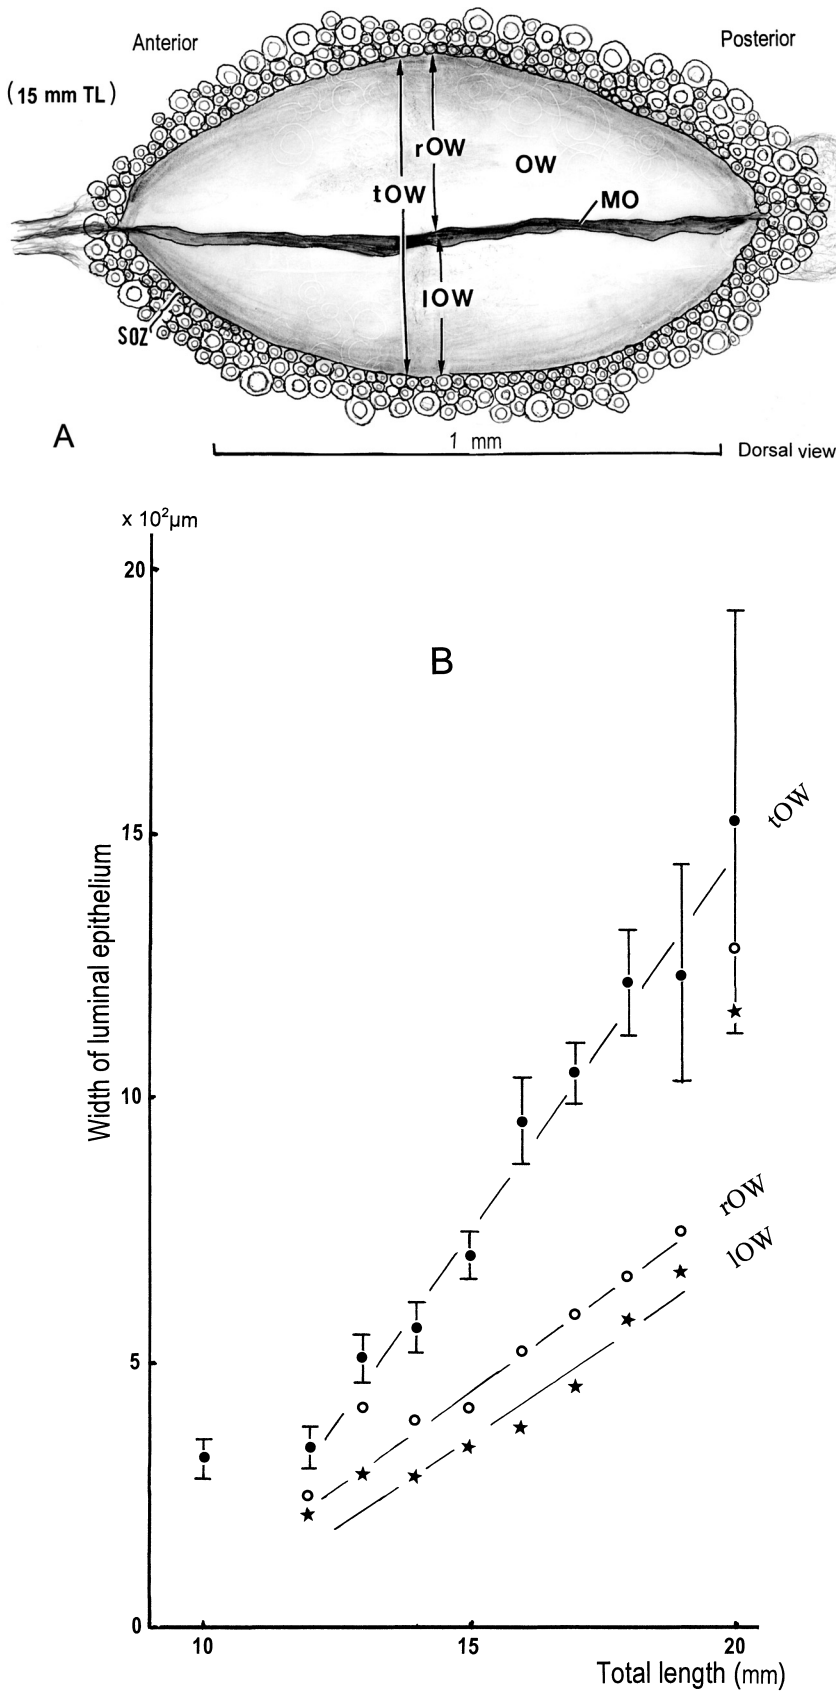 Anterior
Posterior
(15 mm TL)
rOW
OW
tOW
MO
lOW
SOZ
A
1 mm
Dorsal view
x 10²µm
20
B
tOW
15
Width of luminal epithelium
10
rOW
lOW
5
0
10 15 20
Total length (mm)